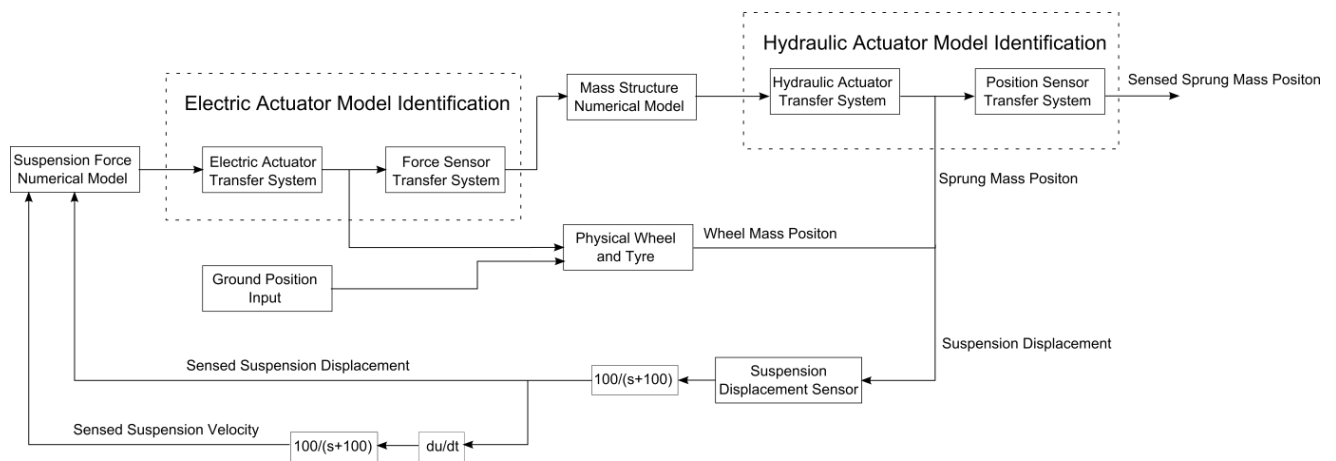 Hydraulic Actuator Model Identification
Electric Actuator Model Identification
Mass Structure
Numerical Model
Hydraulic Actuator
Transfer System
Position Sensor
Transfer System
Sensed Sprung Mass Positon
Suspension Force
Numerical Model
Electric Actuator
Transfer System
Force Sensor
Transfer System
Sprung Mass Positon
Physical Wheel
and Tyre
Wheel Mass Positon
Ground Position
Input
Suspension Displacement
Sensed Suspension Displacement
100/(s+100)
Suspension
Displacement Sensor
Sensed Suspension Velocity
100/(s+100)
du/dt